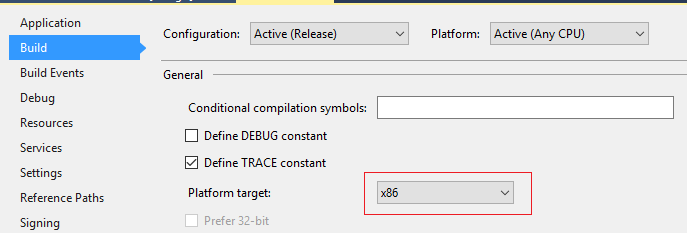 Application
Build
Build Events
Debug
Resources
Services
Settings
Reference Paths
Signing
Configuration: Active (Release) Platform: Active (Any CPU)
General
Conditional compilation symbols:
Define DEBUG constant
Define TRACE constant
Platform target: x86
Prefer 32-bit